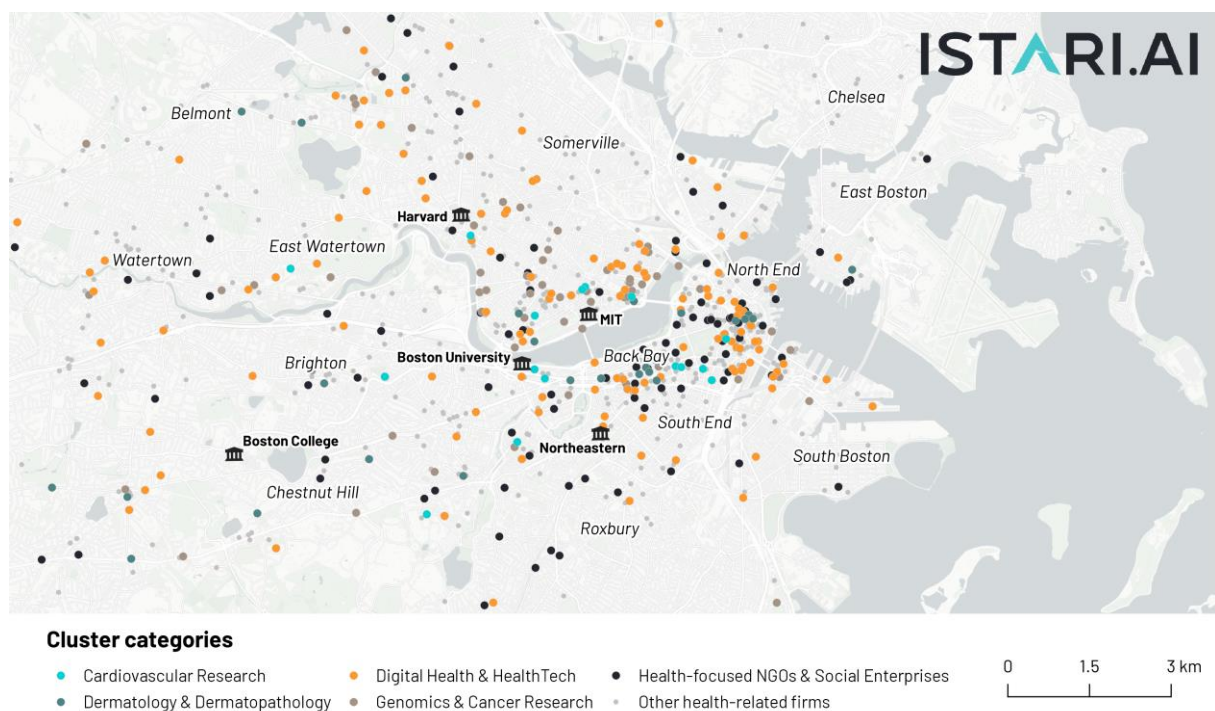 ISTARI.AI
Chelsea
Belmont
Somerville
East Boston
Harvard
East Watertown
Watertown
North End
MIT
Boston University
Back Bay
Brighton
South End
Boston College
Northeastern
South Boston
Chestnut Hill
Roxbury
Cluster categories
Cardiovascular Research
Digital Health & HealthTech
Health-focused NGOs & Social Enterprises
Dermatology & Dermatopathology
Genomics & Cancer Research
Other health-related firms
0 1.5 3 km